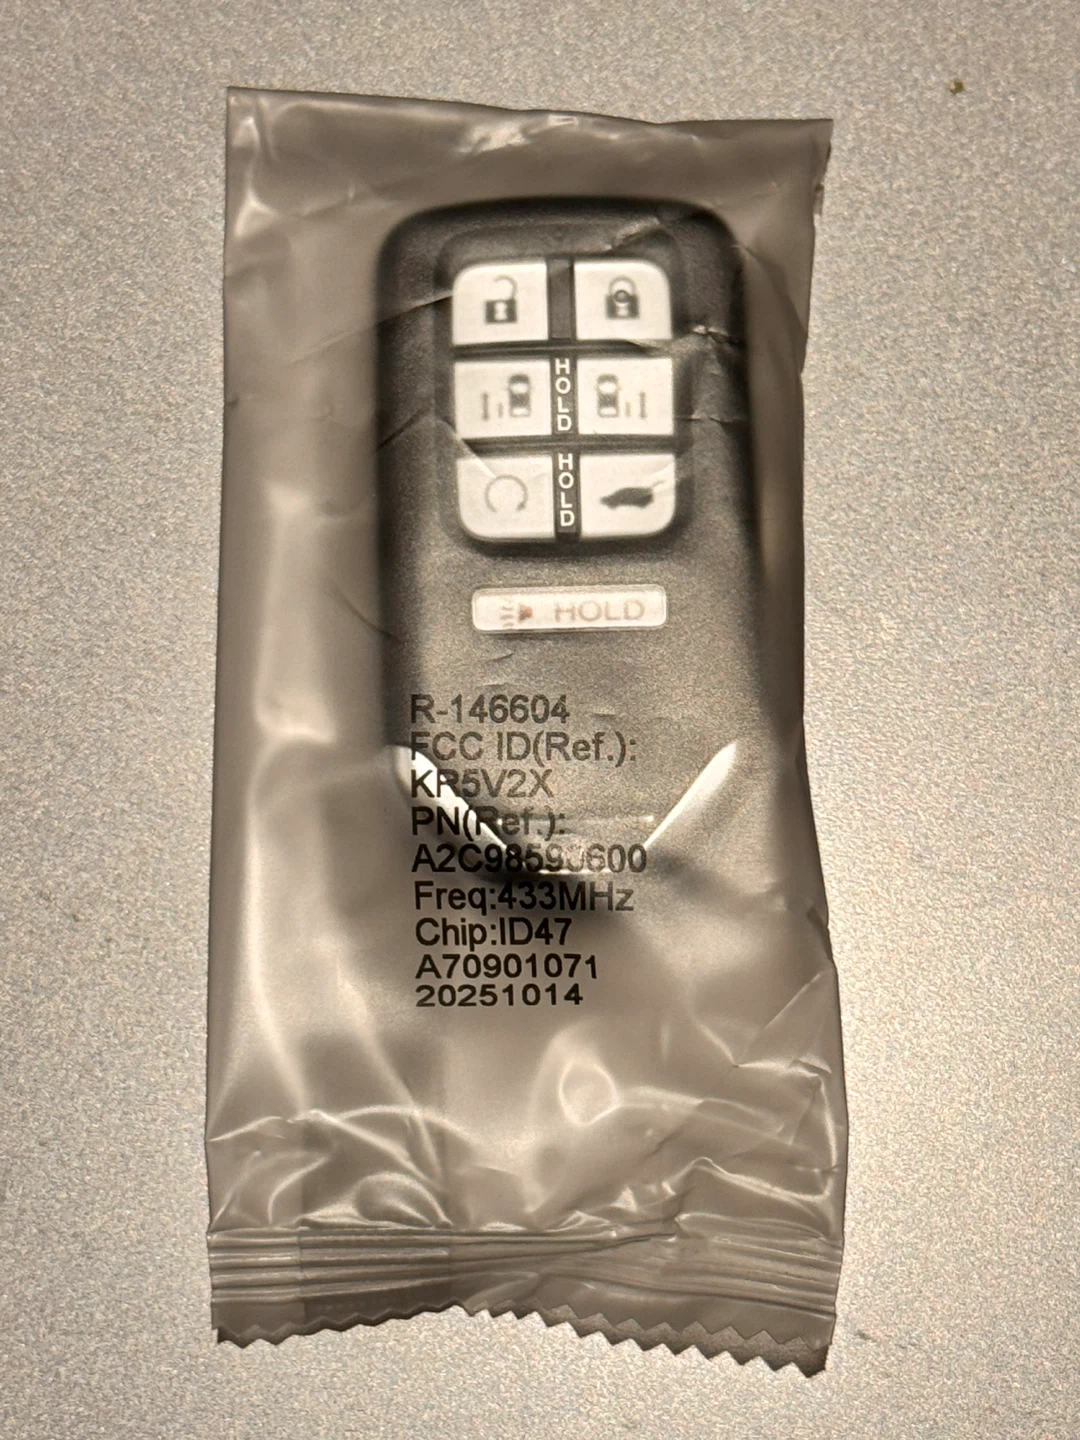 HOLD
HOLD
HOLD
R-146604
FCC ID(Ref.):
KR5V2X
PN(Ref.):
A2C98590600
Freq:433MHz
Chip:ID47
A70901071
20251014